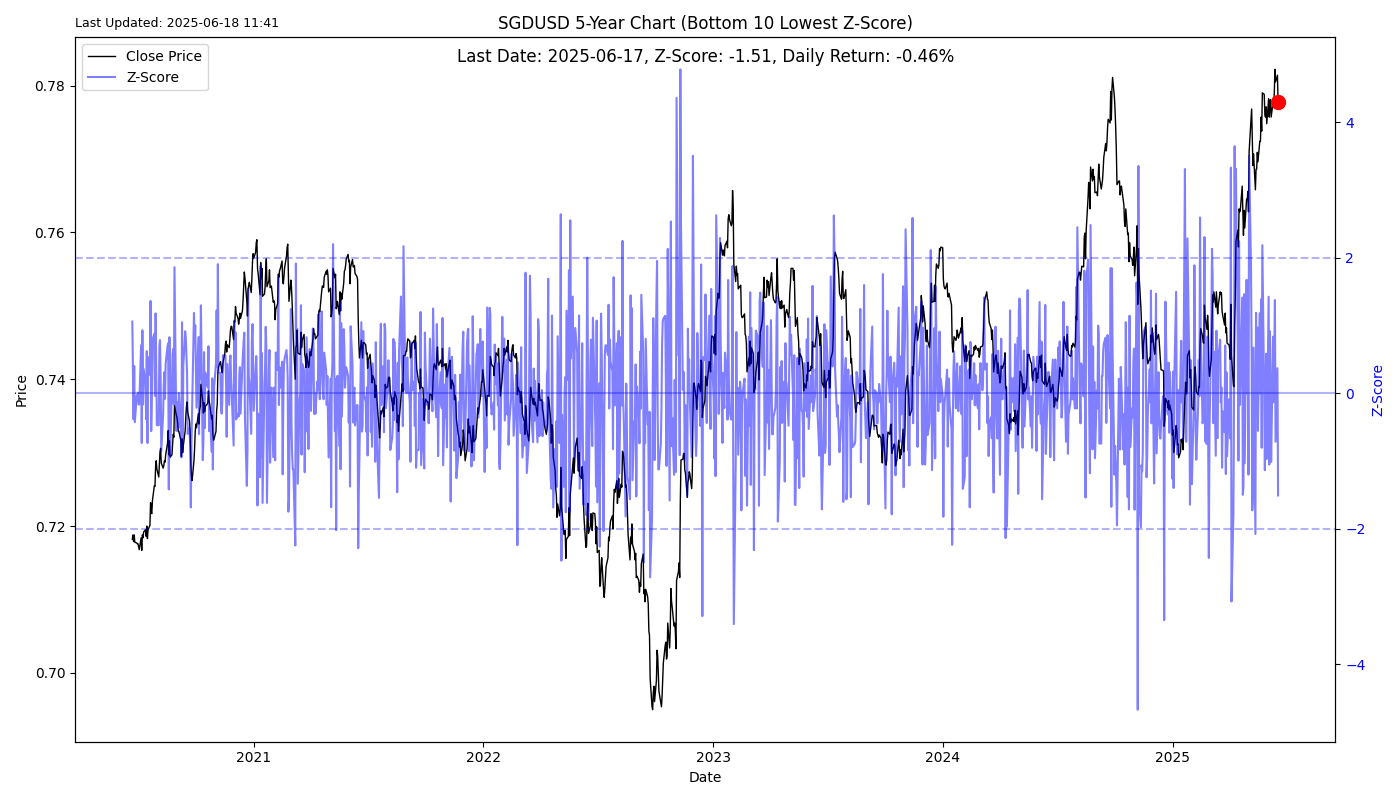 Last Updated: 2025-06-18 11:41
SGDUSD 5-Year Chart (Bottom 10 Lowest Z-Score)
Last Date: 2025-06-17, Z-Score: -1.51, Daily Return: -0.46%
Close Price
Z-Score
0.78
0.76
0.74
0.72
0.70
Price
4
2
0
−2
−4
Z-Score
2021
2022
2023
2024
2025
Date